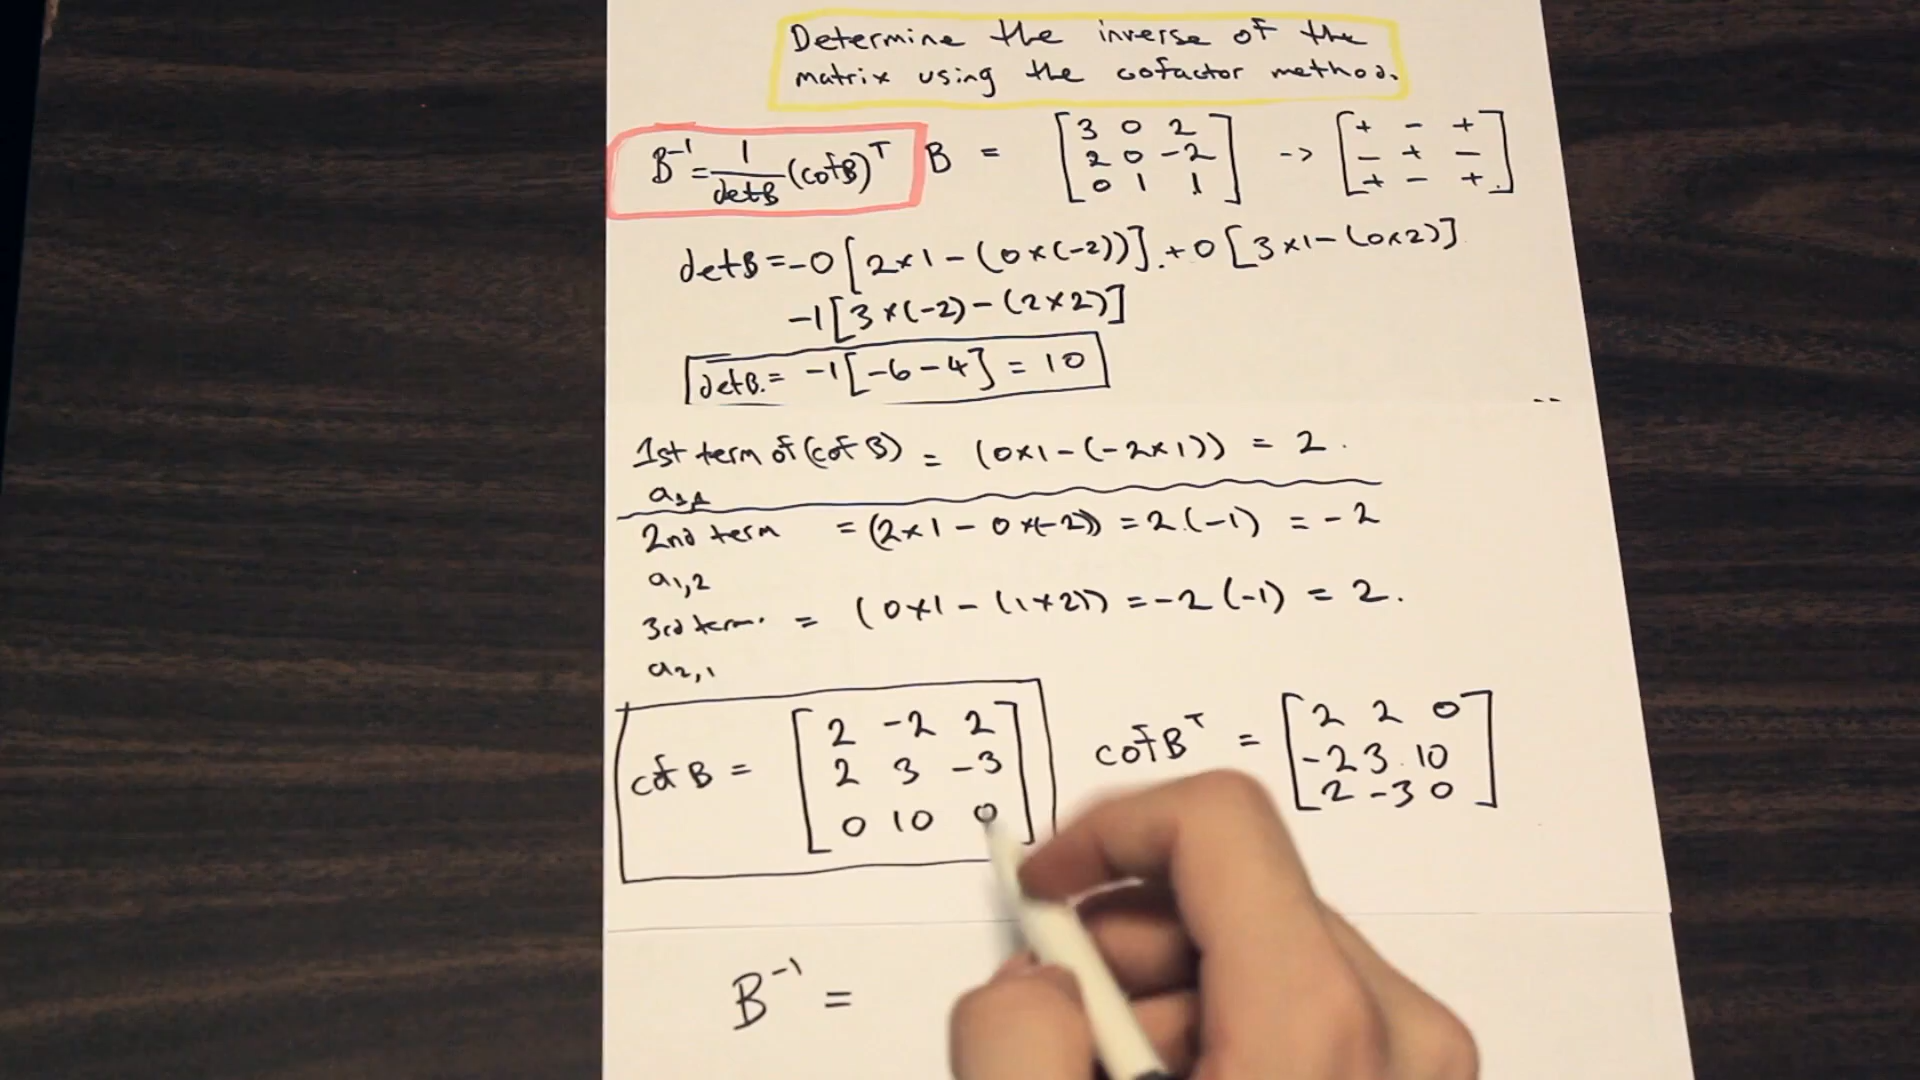 Determine the inverse of the
matrix using the cofactor method.
B⁻¹ = 1/detB (cofB)ᵀ
B = [3 0 2
2 0 -2
0 1 1] -> [+ - +
- + -
+ - +]
detB = -0[2×1-(0×(-2))].+0[3×1-(0×2)]
-1[3×(-2)-(2×2)]
detB.= -1[-6-4] = 10
1st term of (cof B) = (0×1-(-2×1)) = 2.
2nd term = (2×1 - 0×(-2)) = 2.(-1) = -2
a1,2
3rd term. = (0×1 - (1×2)) = -2(-1) = 2.
a2,1
cof B = [2 -2 2
2 3 -3
0 10 0]
cofBᵀ = [2 2 0
-2 3 10
2 -3 0]
B⁻¹ =